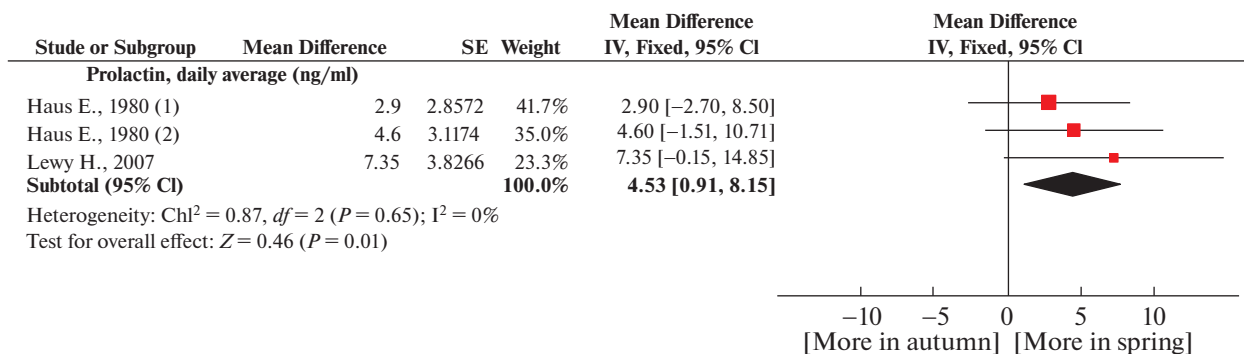 Mean Difference Mean Difference
Stude or Subgroup Mean Difference SE Weight IV, Fixed, 95% Cl IV, Fixed, 95% Cl
Prolactin, daily average (ng/ml)
Haus E., 1980 (1) 2.9 2.8572 41.7% 2.90 [−2.70, 8.50]
Haus E., 1980 (2) 4.6 3.1174 35.0% 4.60 [−1.51, 10.71]
Lewy H., 2007 7.35 3.8266 23.3% 7.35 [−0.15, 14.85]
Subtotal (95% Cl) 100.0% 4.53 [0.91, 8.15]
Heterogeneity: Chl² = 0.87, df = 2 (P = 0.65); I² = 0%
Test for overall effect: Z = 0.46 (P = 0.01)
−10 −5 0 5 10
[More in autumn] [More in spring]